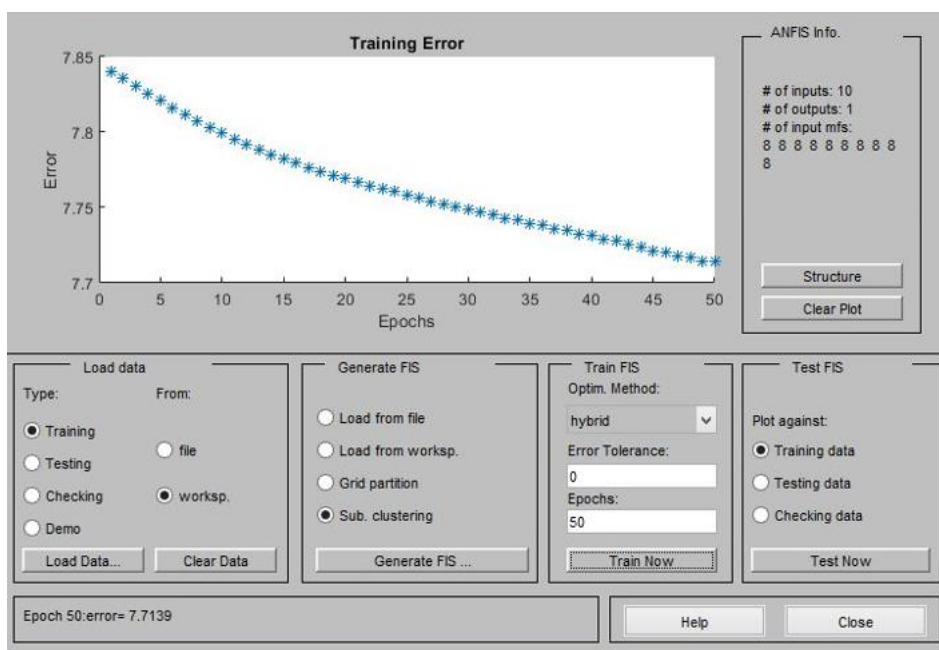 Training Error
7.85
7.8
7.75
7.7
Error
0 5 10 15 20 25 30 35 40 45 50
Epochs
ANFIS Info.
# of inputs: 10
# of outputs: 1
# of input mfs:
8 8 8 8 8 8 8 8 8
8
Structure
Clear Plot
Load data
Type:
From:
Training
Testing
Checking
Demo
file
worksp.
Load Data...
Clear Data
Generate FIS
Load from file
Load from worksp.
Grid partition
Sub. clustering
Generate FIS ...
Train FIS
Optim. Method:
hybrid
Error Tolerance:
0
Epochs:
50
Train Now
Test FIS
Plot against:
Training data
Testing data
Checking data
Test Now
Epoch 50:error= 7.7139
Help
Close